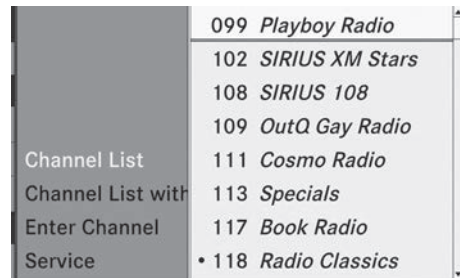 099 Playboy Radio
102 SIRIUS XM Stars
108 SIRIUS 108
109 OutQ Gay Radio
Channel List 111 Cosmo Radio
Channel List with 113 Specials
Enter Channel 117 Book Radio
Service • 118 Radio Classics